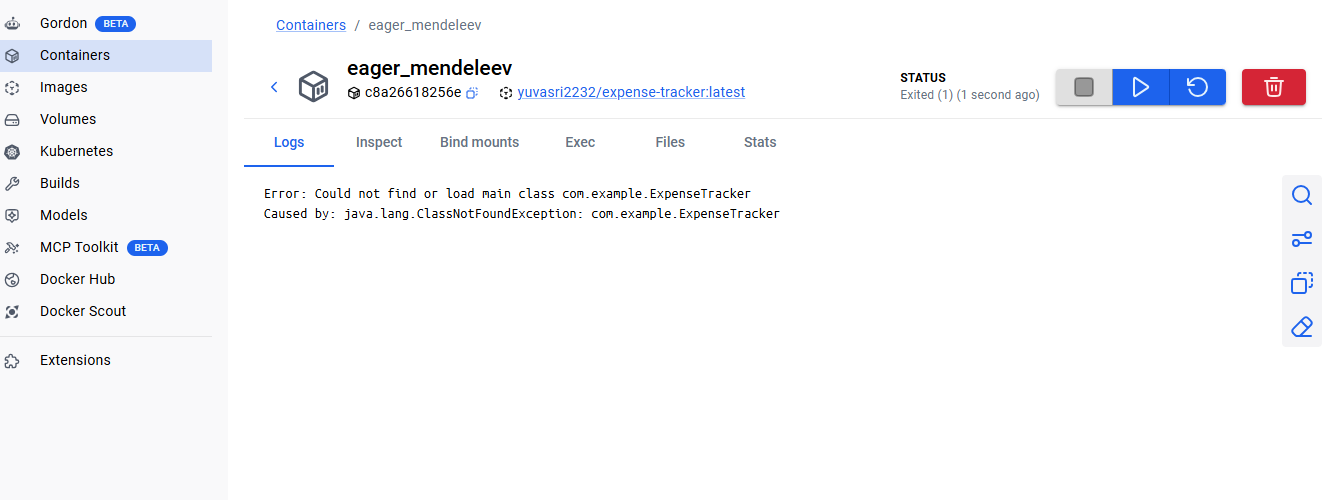 Gordon BETA
Containers
Images
Volumes
Kubernetes
Builds
Models
MCP Toolkit BETA
Docker Hub
Docker Scout
Extensions
Containers / eager_mendeleev
eager_mendeleev
c8a26618256e yuvasri2232/expense-tracker:latest
STATUS
Exited (1) (1 second ago)
Logs Inspect Bind mounts Exec Files Stats
Error: Could not find or load main class com.example.ExpenseTracker
Caused by: java.lang.ClassNotFoundException: com.example.ExpenseTracker